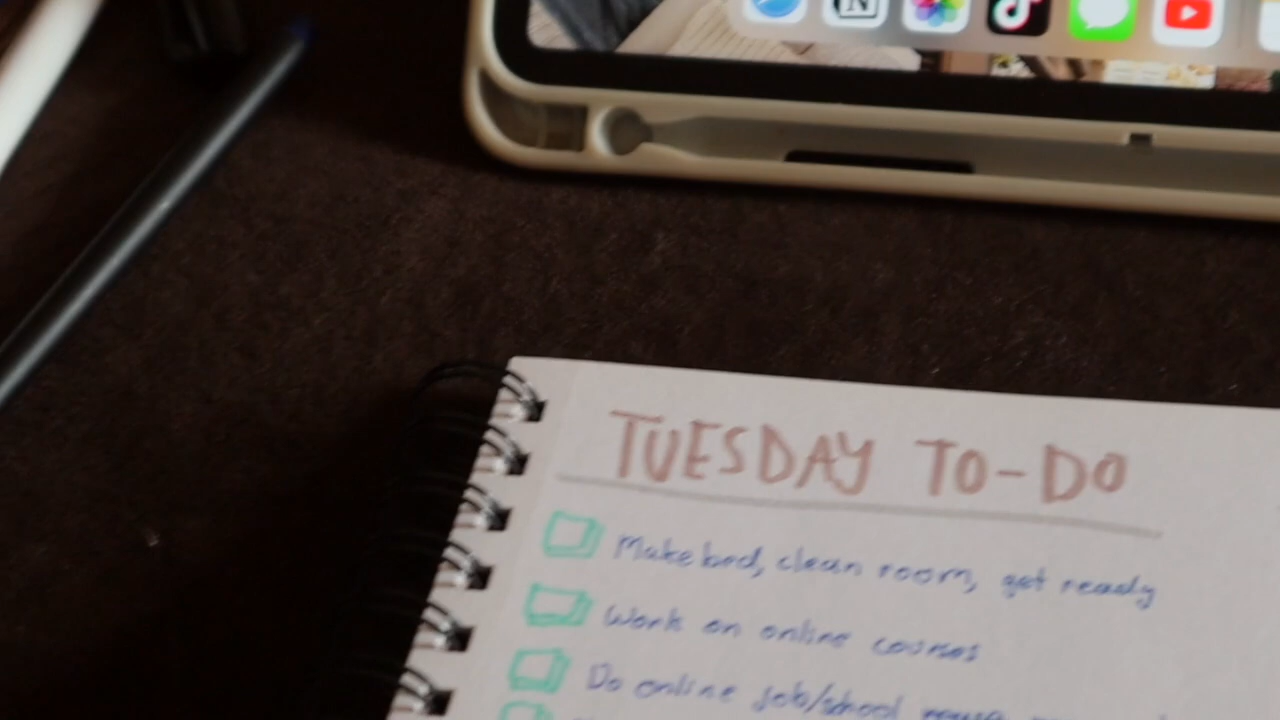 TUESDAY TO-DO
Make bed, clean room, get ready
Work on online courses
Do online job/school